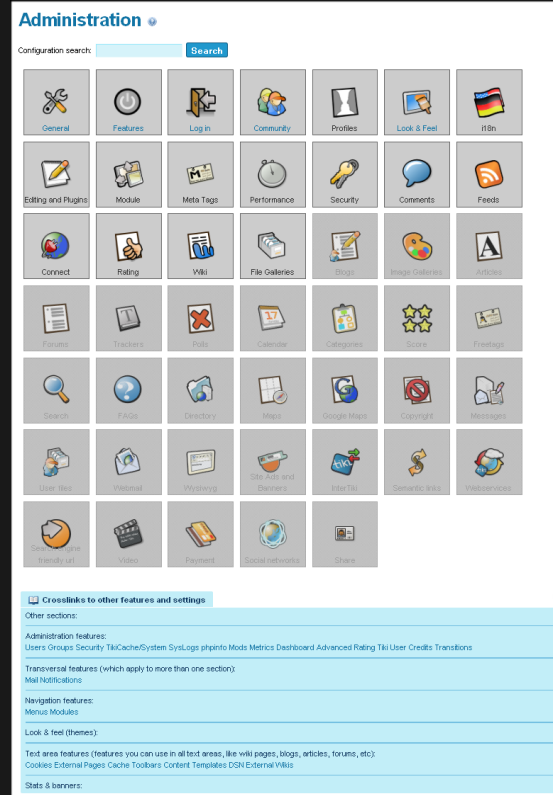 Administration
Configuration search:
Search
General Features Log in Community Profiles Look & Feel i18n
Editing and Plugins Module Meta Tags Performance Security Comments Feeds
Connect Rating Wiki File Galleries Blogs Image Galleries Articles
Forums Trackers Polls Calendar Categories Score Freetags
Search FAQs Directory Maps Google Maps Copyright Messages
User files Webmail Wysiwyg Site Ads and Banners InterTiki Semantic links Webservices
Search engine friendly url Video Payment Social networks Share
Crosslinks to other features and settings
Other sections:
Administration features:
Users Groups Security TikiCache/System SysLogs phpinfo Mods Metrics Dashboard Advanced Rating Tiki User Credits Transitions
Transversal features (which apply to more than one section):
Mail Notifications
Navigation features:
Menus Modules
Look & feel (themes):
Text area features (features you can use in all text areas, like wiki pages, blogs, articles, forums, etc):
Cookies External Pages Cache Toolbars Content Templates DSN External Wikis
Stats & banners: